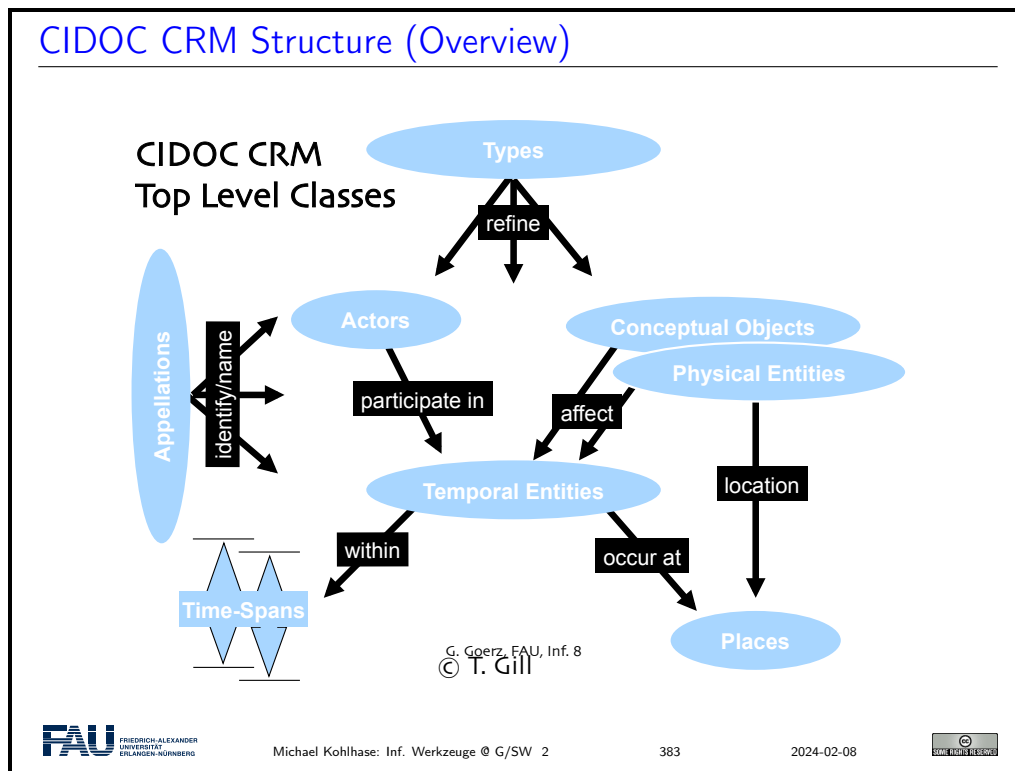 CIDOC CRM Structure (Overview)
CIDOC CRM
Top Level Classes
Types
refine
Appellations
identify/name
Actors
Conceptual Objects
Physical Entities
participate in
affect
location
Temporal Entities
within
occur at
Time-Spans
Places
G. Goerz, FAU, Inf. 8
© T. Gill
FAU
FRIEDRICH-ALEXANDER
UNIVERSITÄT
ERLANGEN-NÜRNBERG
Michael Kohlhase: Inf. Werkzeuge @ G/SW 2
383
2024-02-08
cc
SOME RIGHTS RESERVED